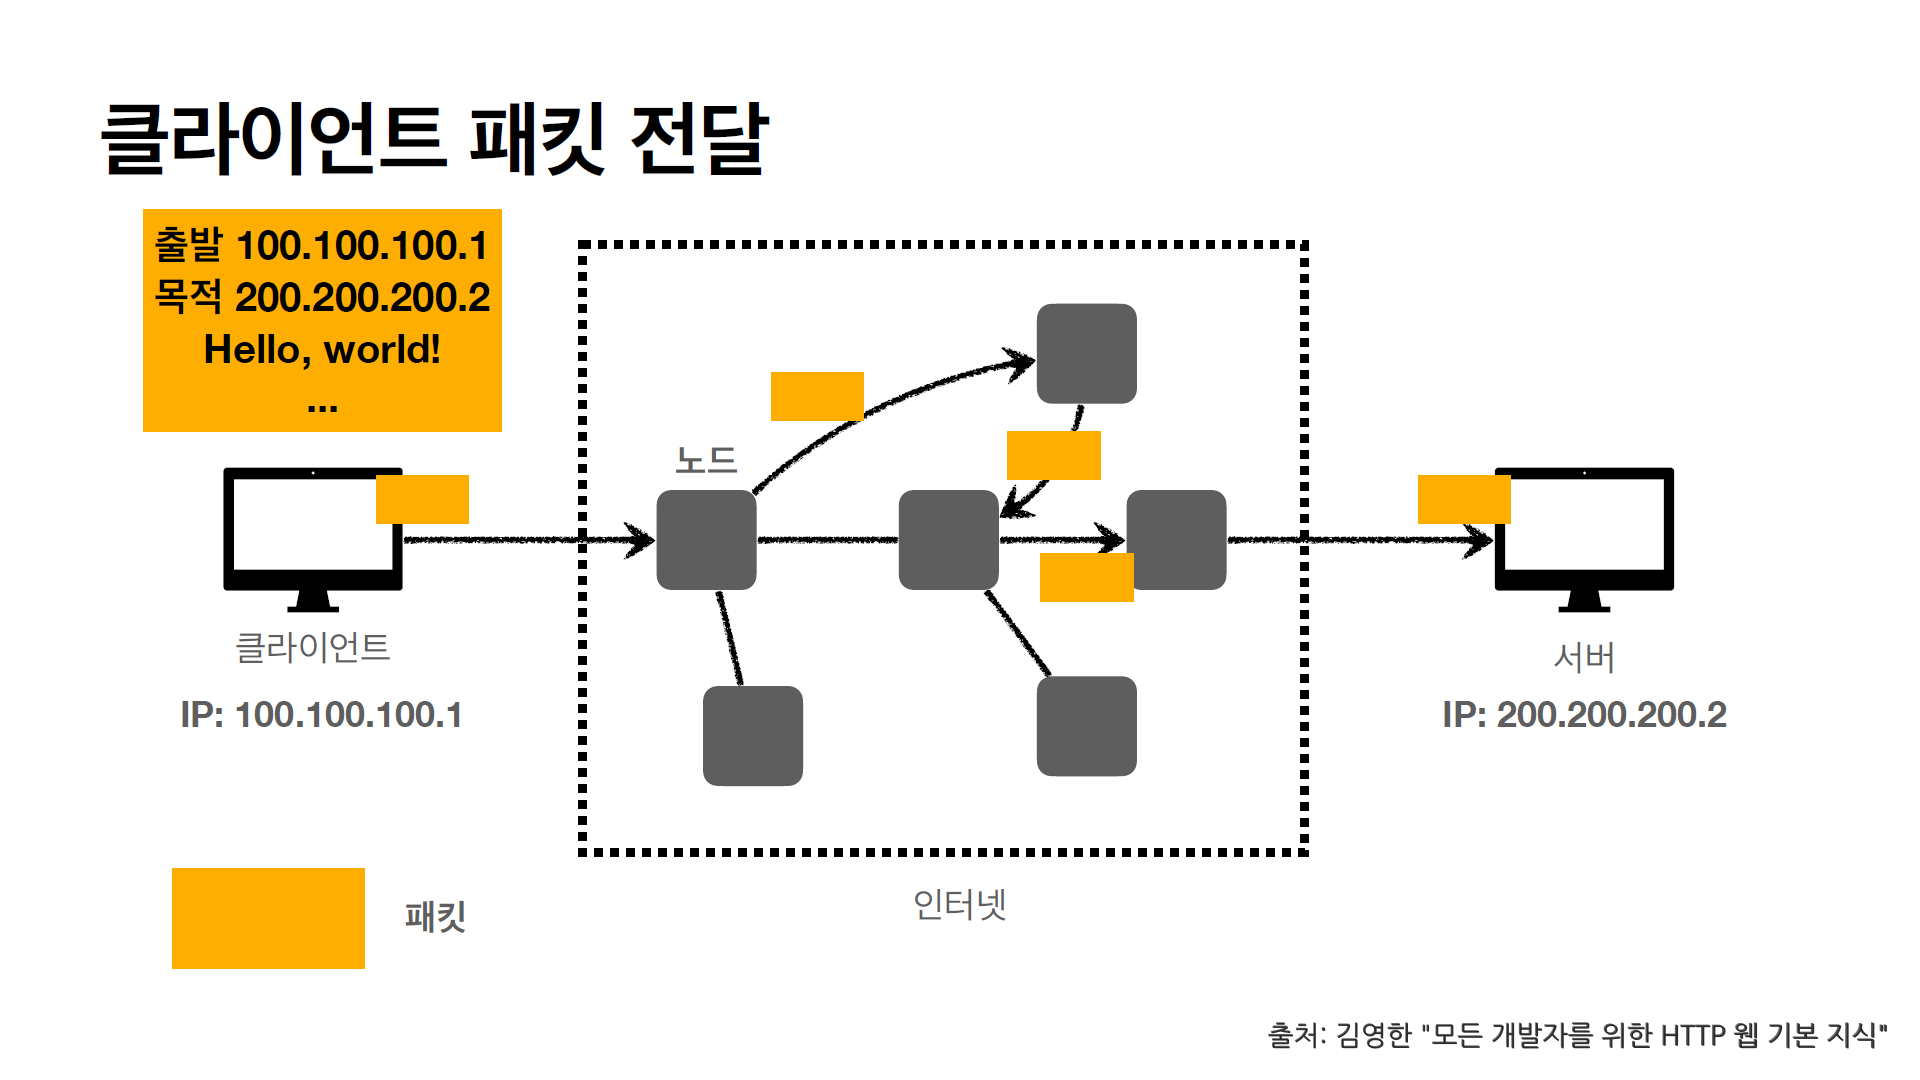 클라이언트 패킷 전달
출발 100.100.100.1
목적 200.200.200.2
Hello, world!
...
노드
클라이언트
IP: 100.100.100.1
서버
IP: 200.200.200.2
인터넷
패킷
출처: 김영한 "모든 개발자를 위한 HTTP 웹 기본 지식"